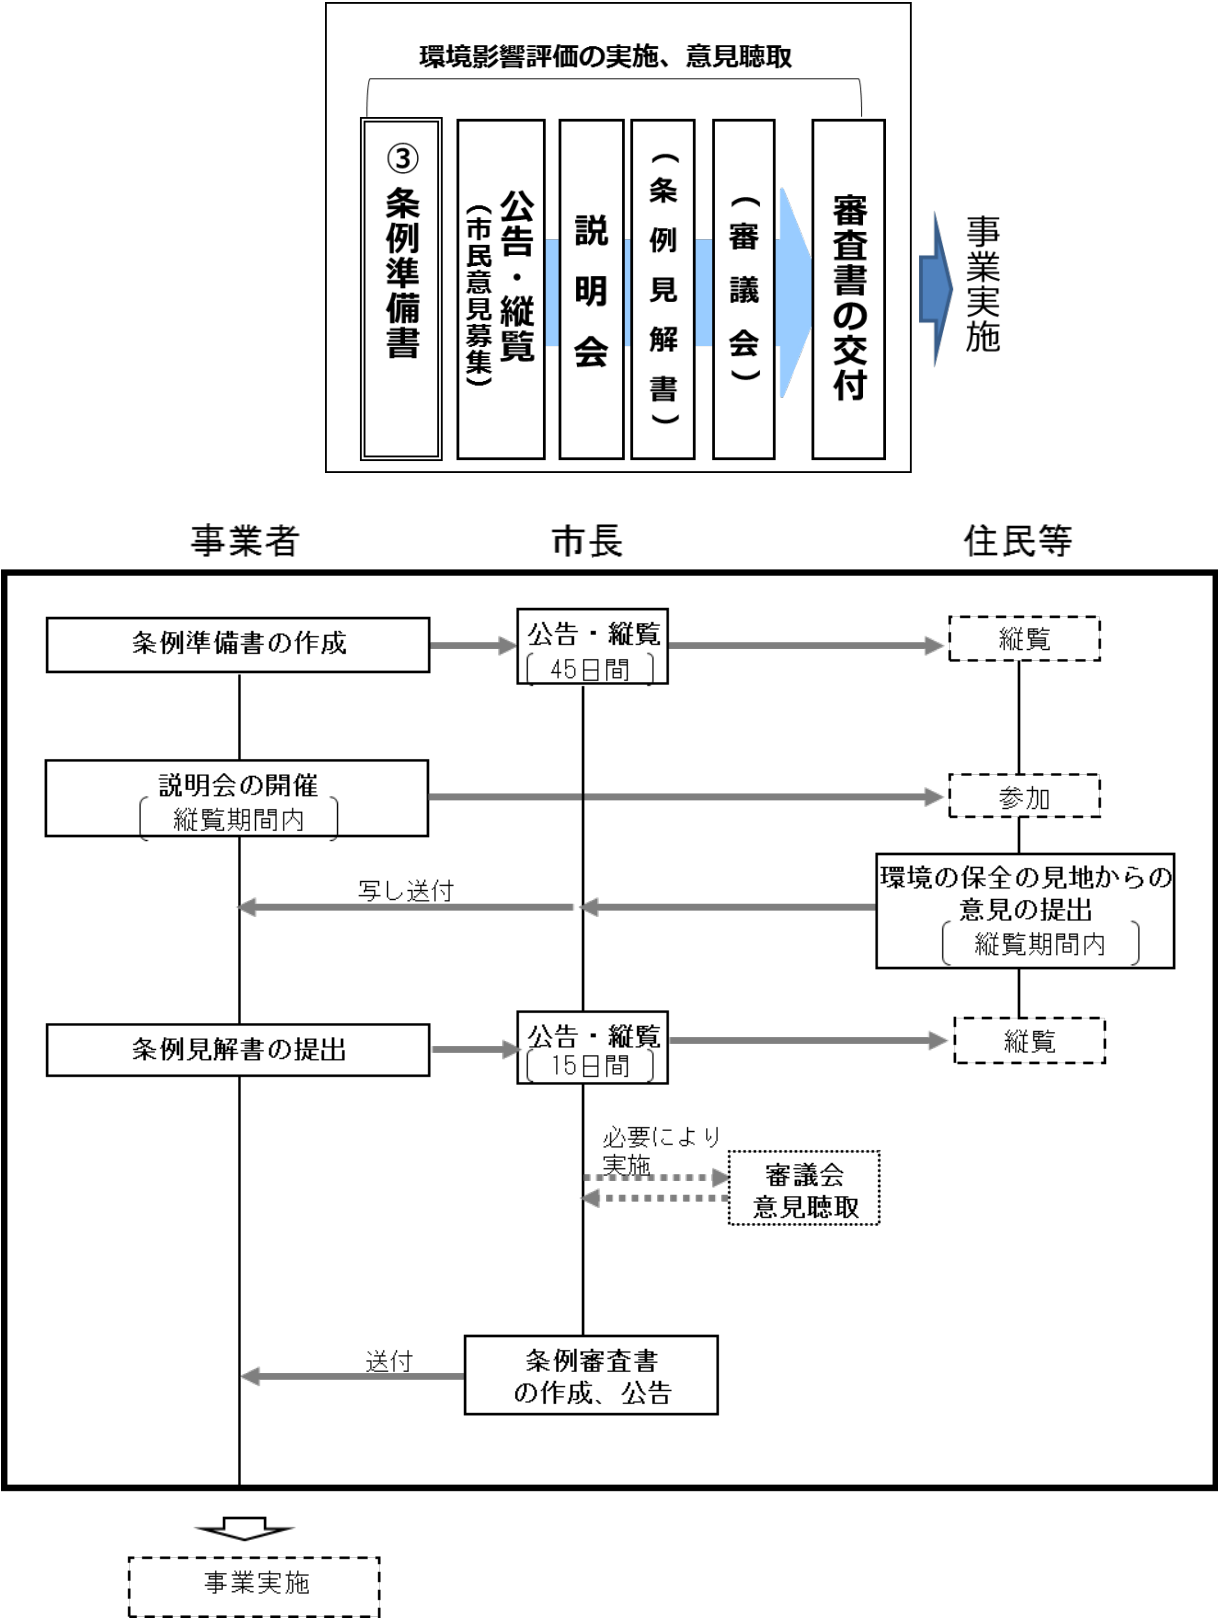 環境影響評価の実施、意見聴取
③条例準備書
公告・縦覧
(市民意見募集)
説明会
(条例見解書)
(審議会)
審査書の交付
事業実施
事業者
市長
住民等
条例準備書の作成
公告・縦覧
45日間
縦覧
説明会の開催
縦覧期間内
参加
環境の保全の見地からの
意見の提出
縦覧期間内
写し送付
条例見解書の提出
公告・縦覧
15日間
縦覧
必要により
実施
審議会
意見聴取
条例審査書
の作成、公告
送付
事業実施